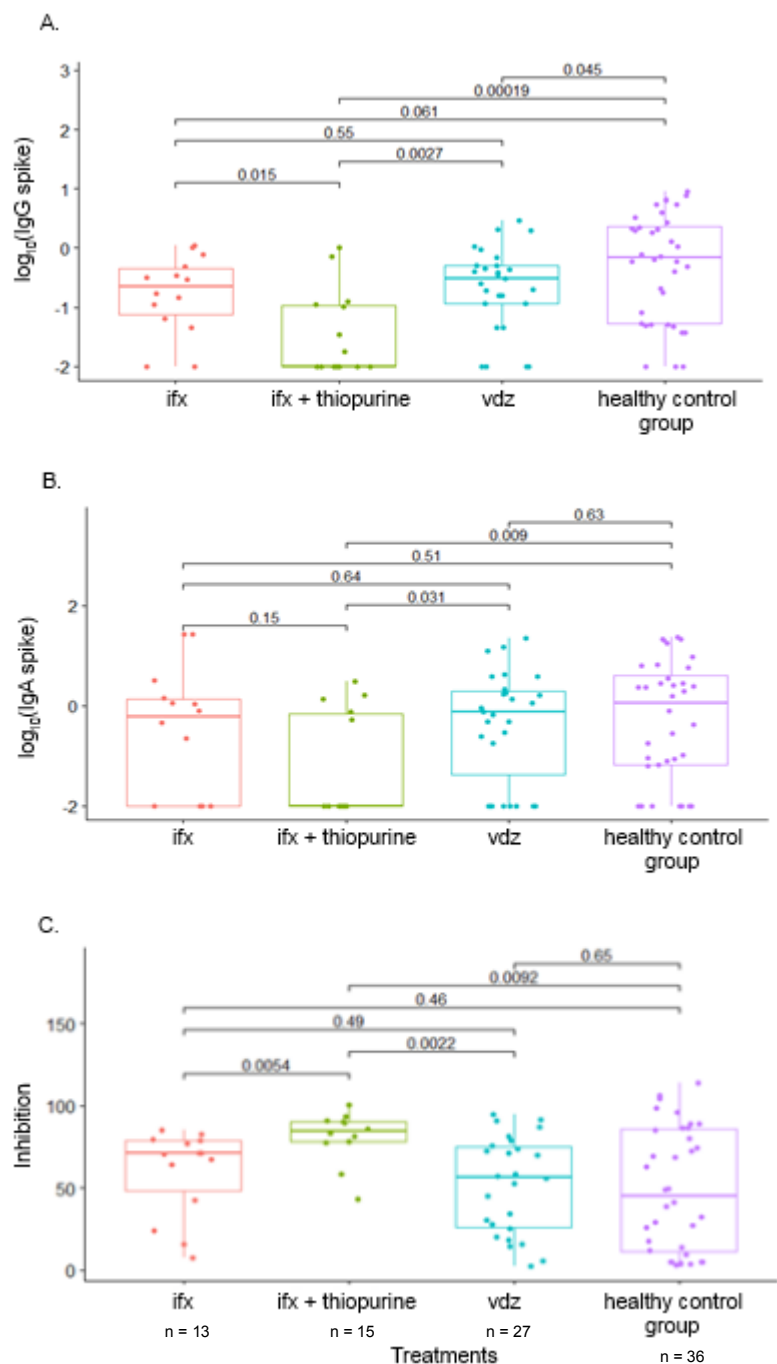 A.
3
0.045
0.00019
0.061
2
0.55
0.0027
0.015
1
0
-1
-2
log10(IgG spike)
ifx ifx + thiopurine vdz healthy control
group
B.
0.63
0.009
0.51
0.64
0.031
0.15
2
0
-2
log10(IgA spike)
ifx ifx + thiopurine vdz healthy control
group
C.
0.65
0.0092
0.46
150
0.49
0.0022
0.0054
100
50
0
Inhibition
ifx ifx + thiopurine vdz healthy control
group
n = 13 n = 15 n = 27
n = 36
Treatments